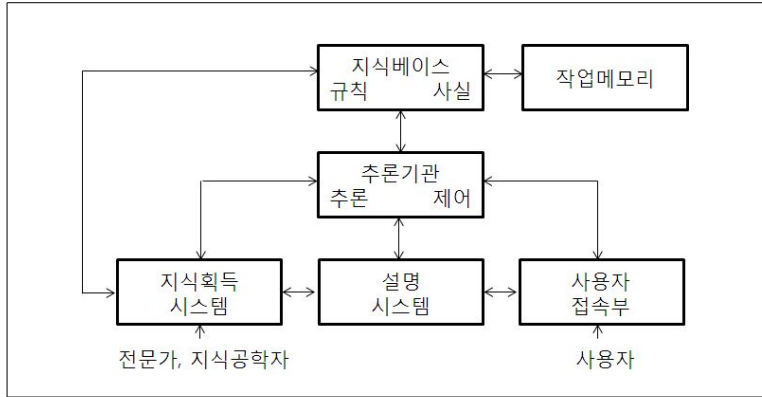 지식베이스
규칙 사실
작업메모리
추론기관
추론 제어
지식획득
시스템
설명
시스템
사용자
접속부
전문가, 지식공학자
사용자